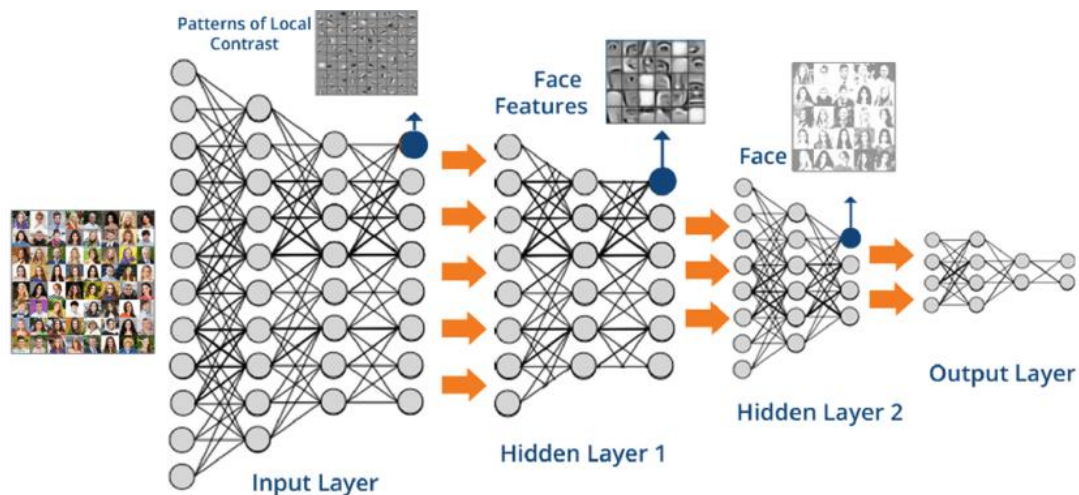 Patterns of Local
Contrast
Face
Features
Face
Output Layer
Hidden Layer 2
Hidden Layer 1
Input Layer